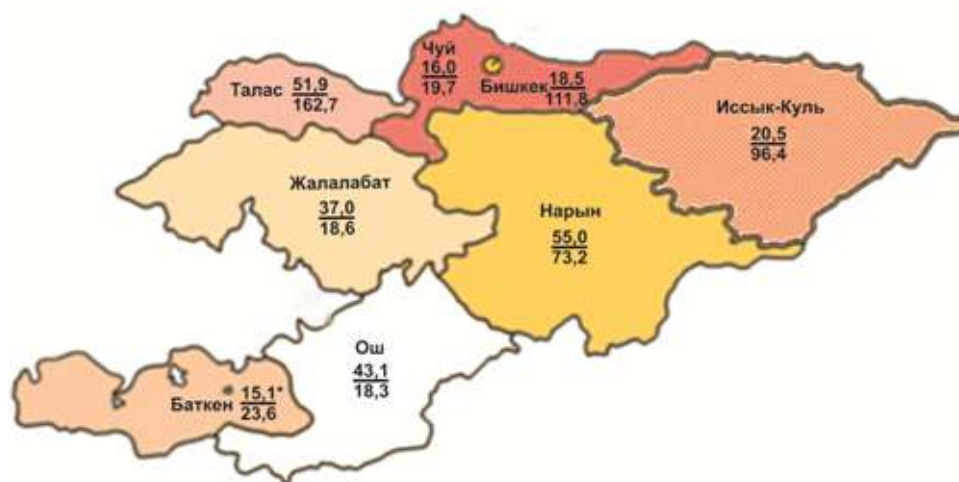 Чуй
16,0
19,7
Бишкек 18,5
111,8
Талас 51,9
162,7
Иссык-Куль
20,5
96,4
Жалалабат
37,0
18,6
Нарын
55,0
73,2
Ош
43,1
18,3
Баткен 15,1*
23,6